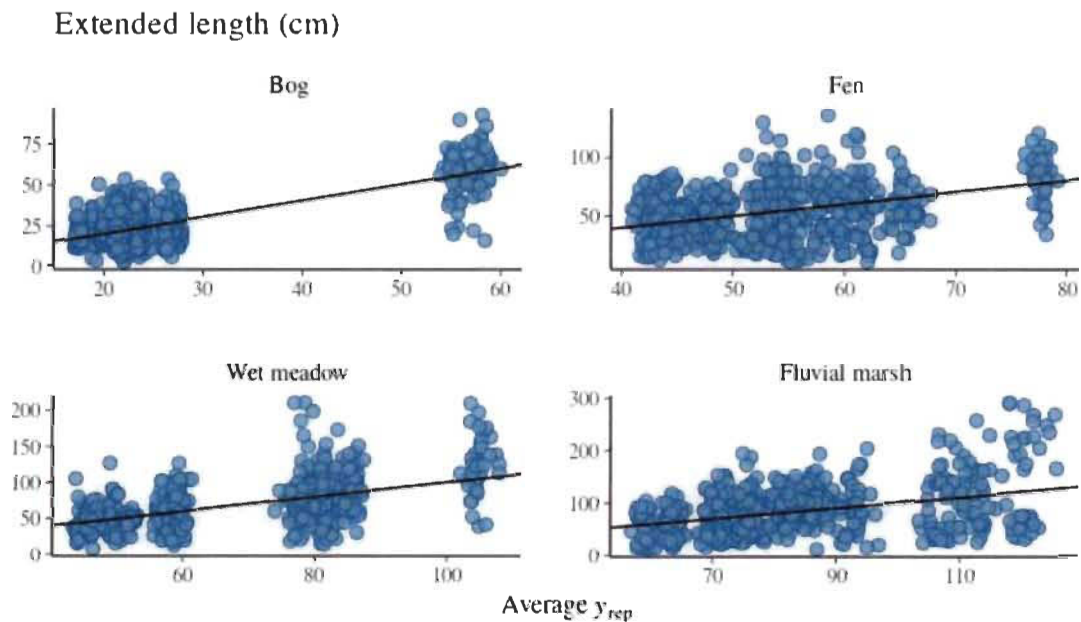 Extended length (cm)
Bog
Fen
75
50
25
0
20 30 40 50 60
100
50
40 50 60 70 80
Wet meadow
Fluvial marsh
200
150
100
50
0
60 80 100
300
200
100
0
70 90 110
Average y_rep